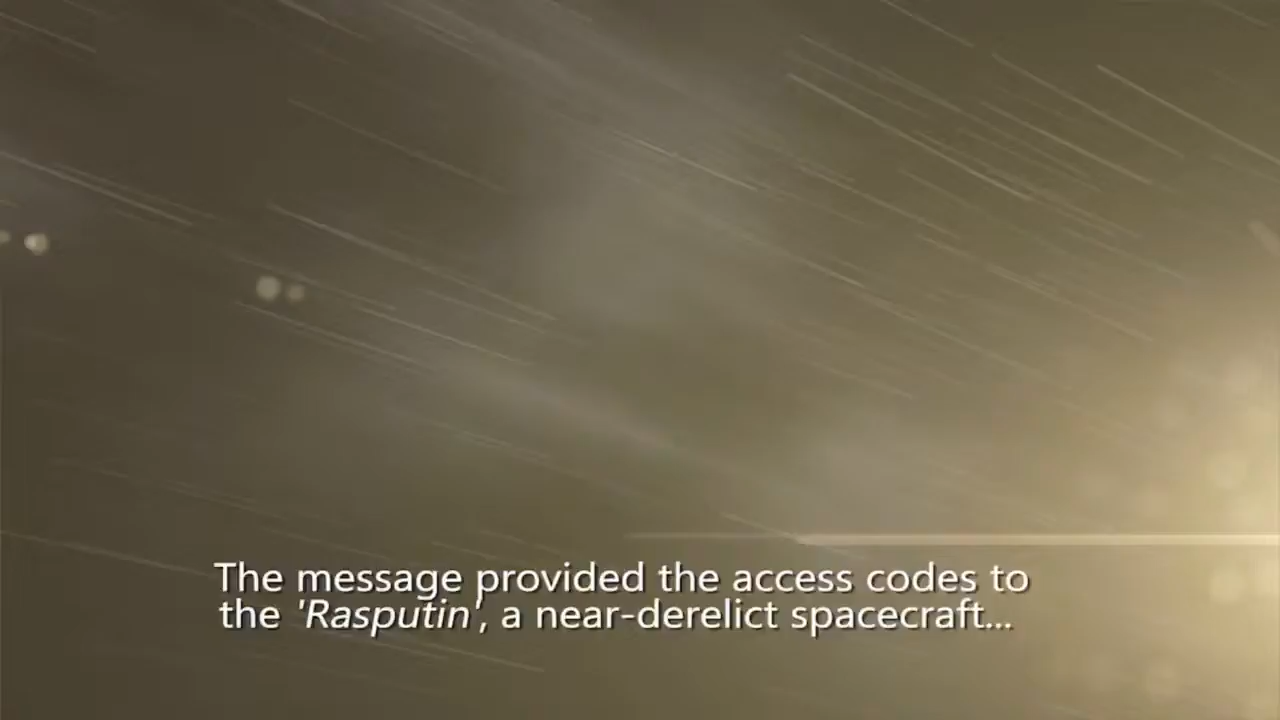 The message provided the access codes to
the 'Rasputin', a near-derelict spacecraft...